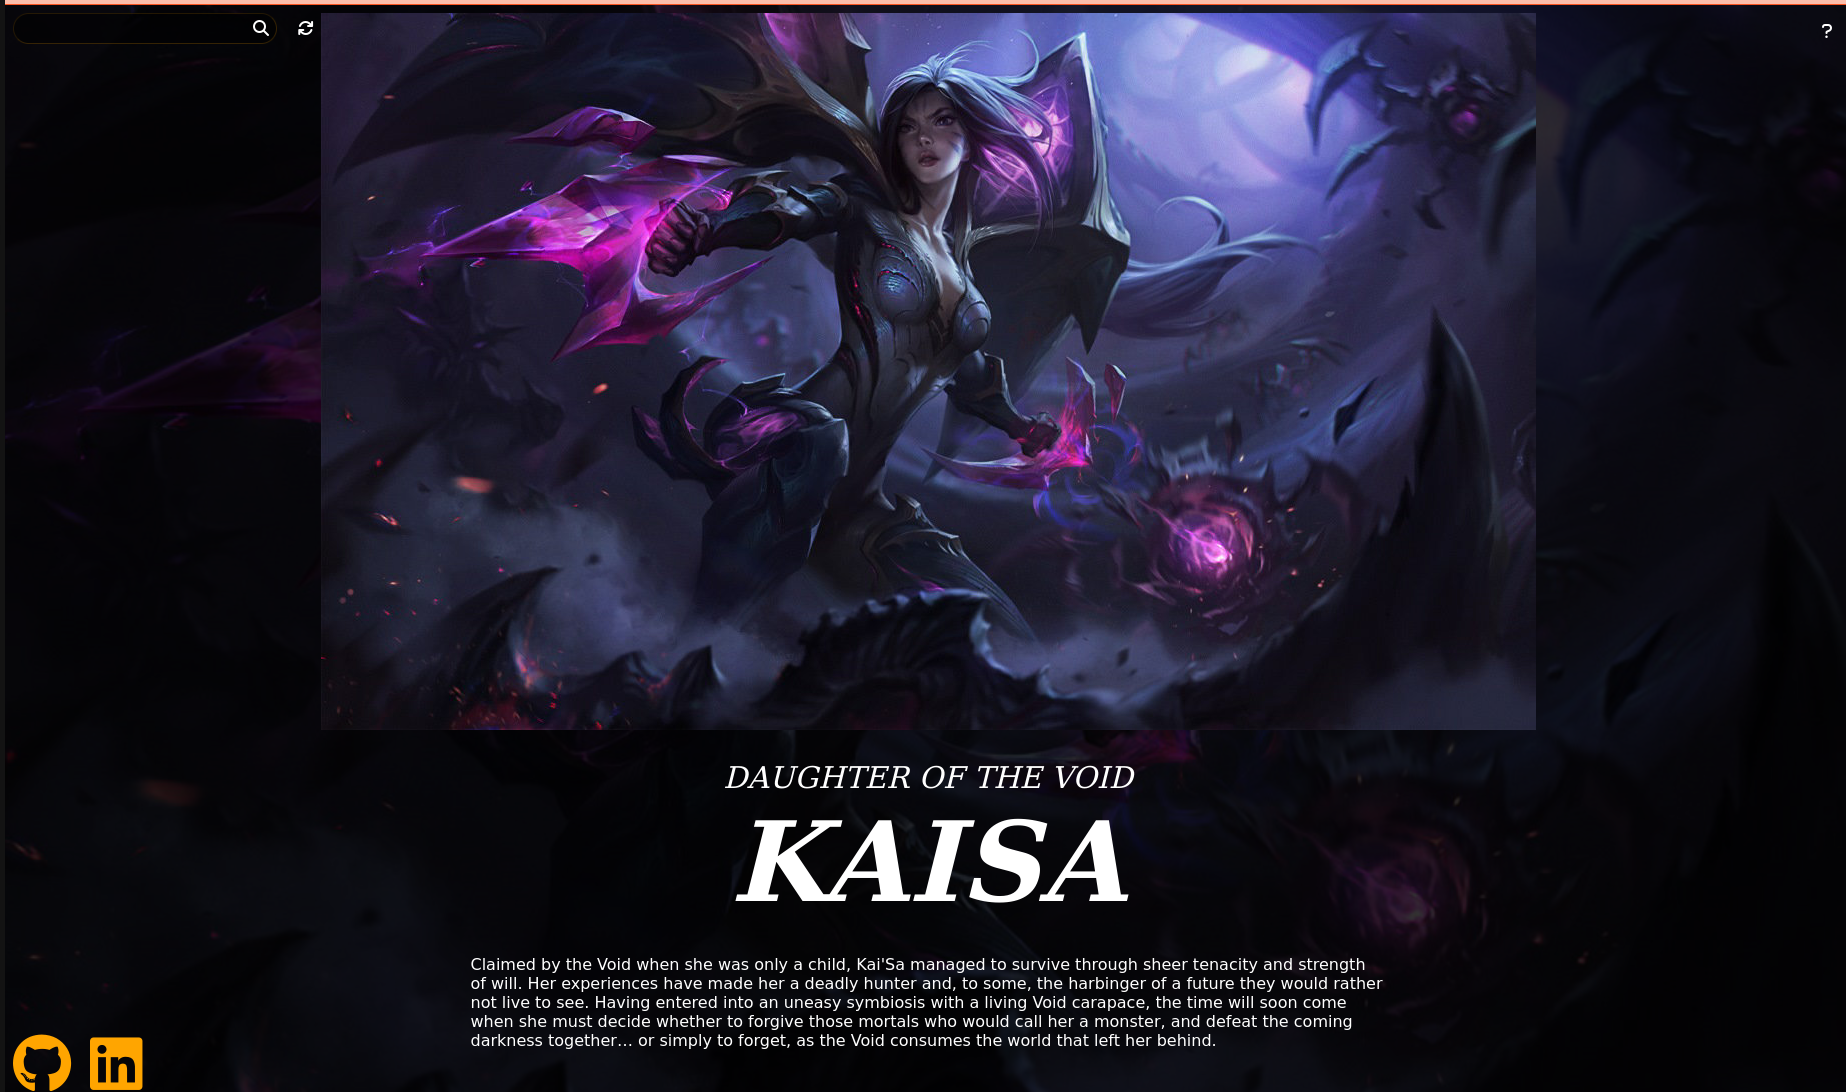 ?
DAUGHTER OF THE VOID
KAISA
Claimed by the Void when she was only a child, Kai'Sa managed to survive through sheer tenacity and strength
of will. Her experiences have made her a deadly hunter and, to some, the harbinger of a future they would rather
not live to see. Having entered into an uneasy symbiosis with a living Void carapace, the time will soon come
when she must decide whether to forgive those mortals who would call her a monster, and defeat the coming
darkness together… or simply to forget, as the Void consumes the world that left her behind.
in